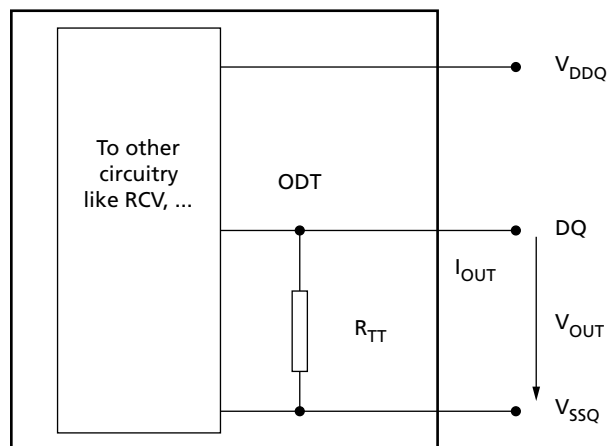 V_DDQ
To other
circuitry
like RCV, ...
ODT
DQ
I_OUT
V_OUT
R_TT
V_SSQ